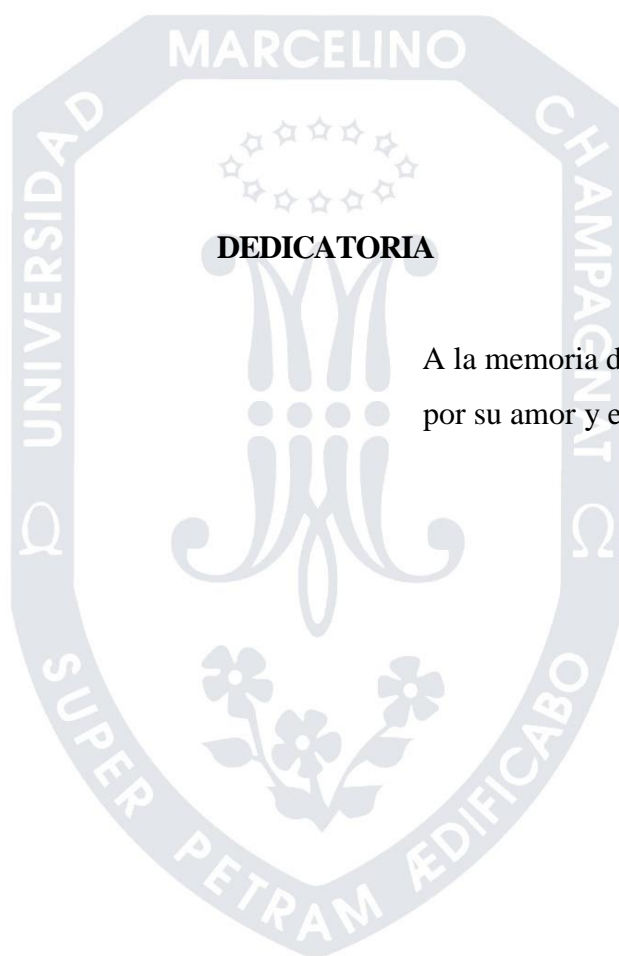 MARCELINO
UNIVERSIDAD
CHAMPAGNAT
DEDICATORIA
A la memoria d
por su amor y e
Ω
Ω
SUPER PETRAM ÆDIFICABO